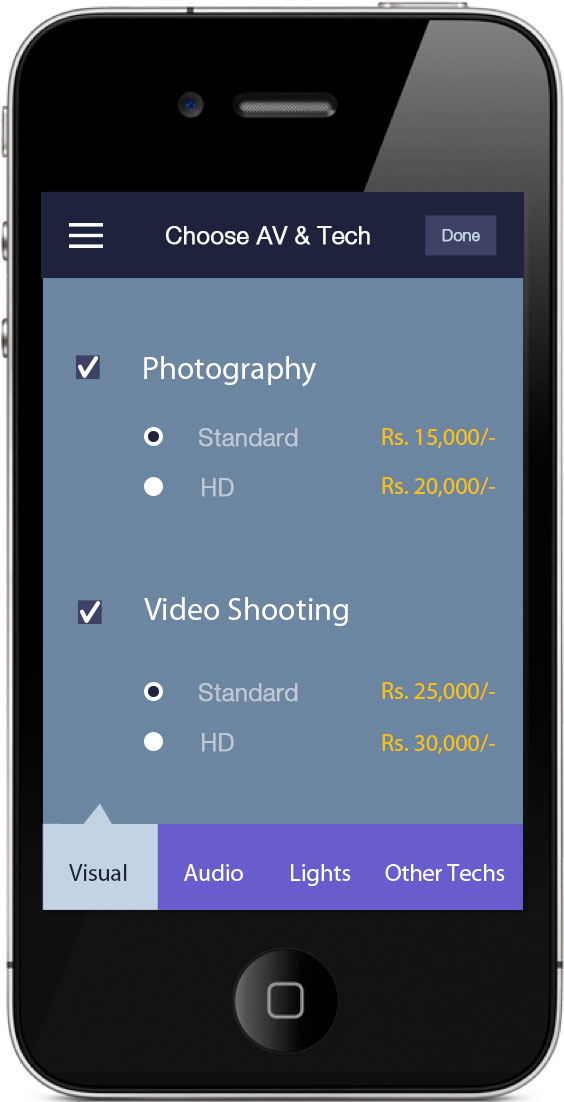 Choose AV & Tech Done
Photography
Standard Rs. 15,000/-
HD Rs. 20,000/-
Video Shooting
Standard Rs. 25,000/-
HD Rs. 30,000/-
Visual Audio Lights Other Techs